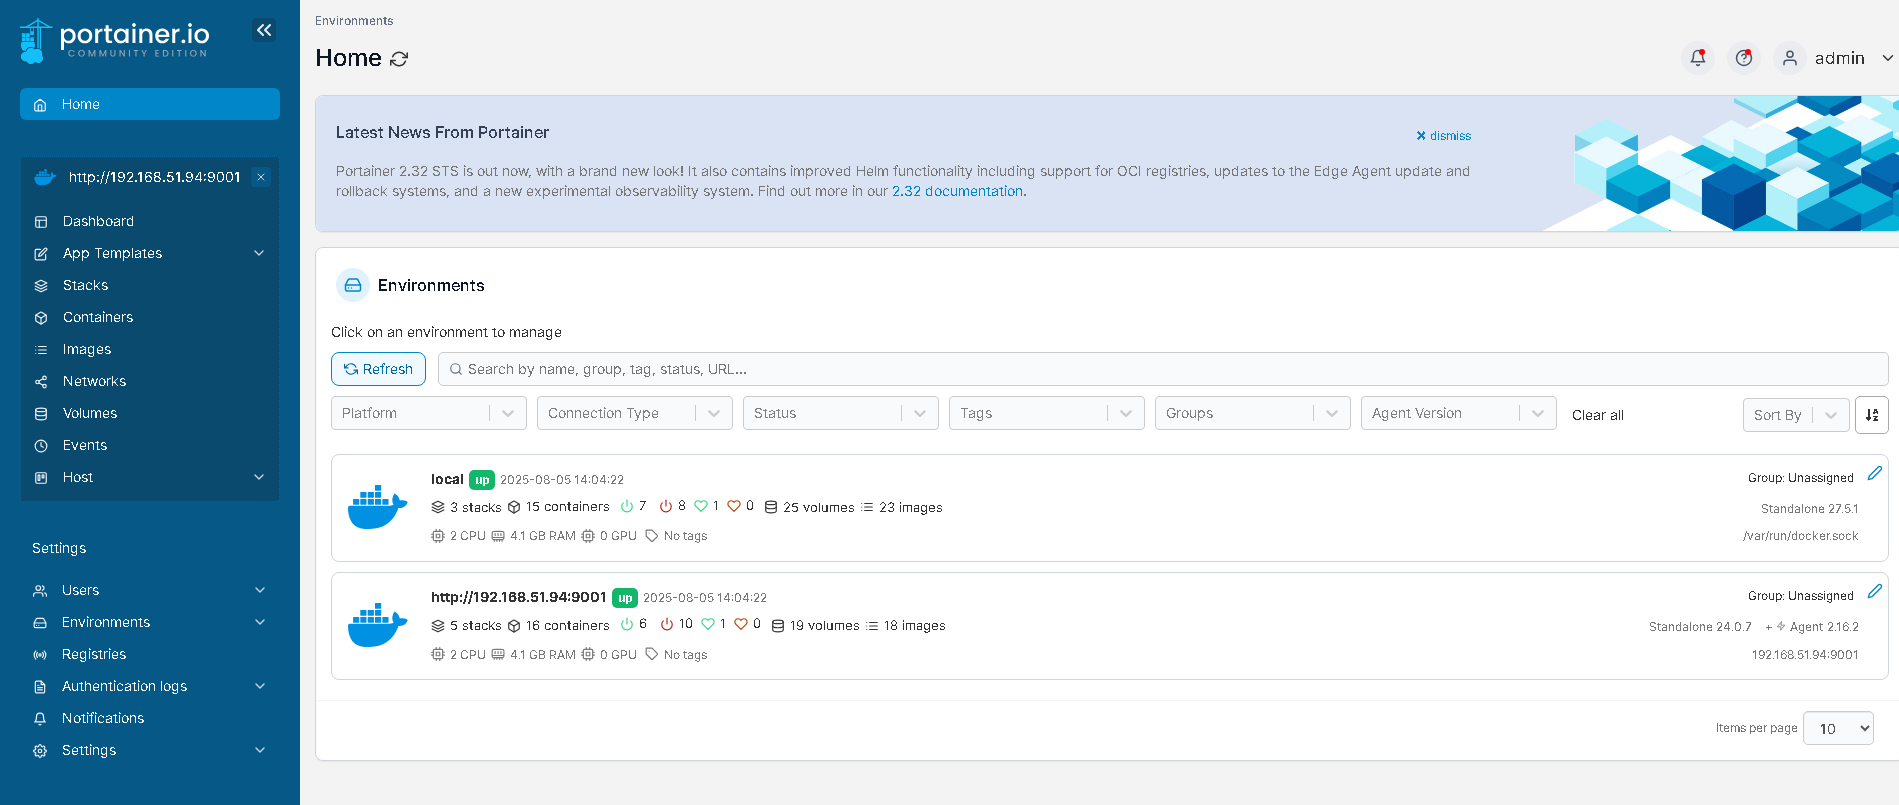 portainer.io
COMMUNITY EDITION
Home
http://192.168.51.94:9001
Dashboard
App Templates
Stacks
Containers
Images
Networks
Volumes
Events
Host
Settings
Users
Environments
Registries
Authentication logs
Notifications
Settings
Environments
Home
admin
Latest News From Portainer
dismiss
Portainer 2.32 STS is out now, with a brand new look! It also contains improved Helm functionality including support for OCI registries, updates to the Edge Agent update and
rollback systems, and a new experimental observability system. Find out more in our 2.32 documentation.
Environments
Click on an environment to manage
Refresh
Search by name, group, tag, status, URL...
Platform Connection Type Status Tags Groups Agent Version Clear all Sort By
local up 2025-08-05 14:04:22 Group: Unassigned
3 stacks 15 containers 7 8 1 0 25 volumes 23 images Standalone 27.5.1
2 CPU 4.1 GB RAM 0 GPU No tags /var/run/docker.sock
http://192.168.51.94:9001 up 2025-08-05 14:04:22 Group: Unassigned
5 stacks 16 containers 6 10 1 0 19 volumes 18 images Standalone 24.0.7 + Agent 2.16.2
2 CPU 4.1 GB RAM 0 GPU No tags 192.168.51.94:9001
Items per page 10